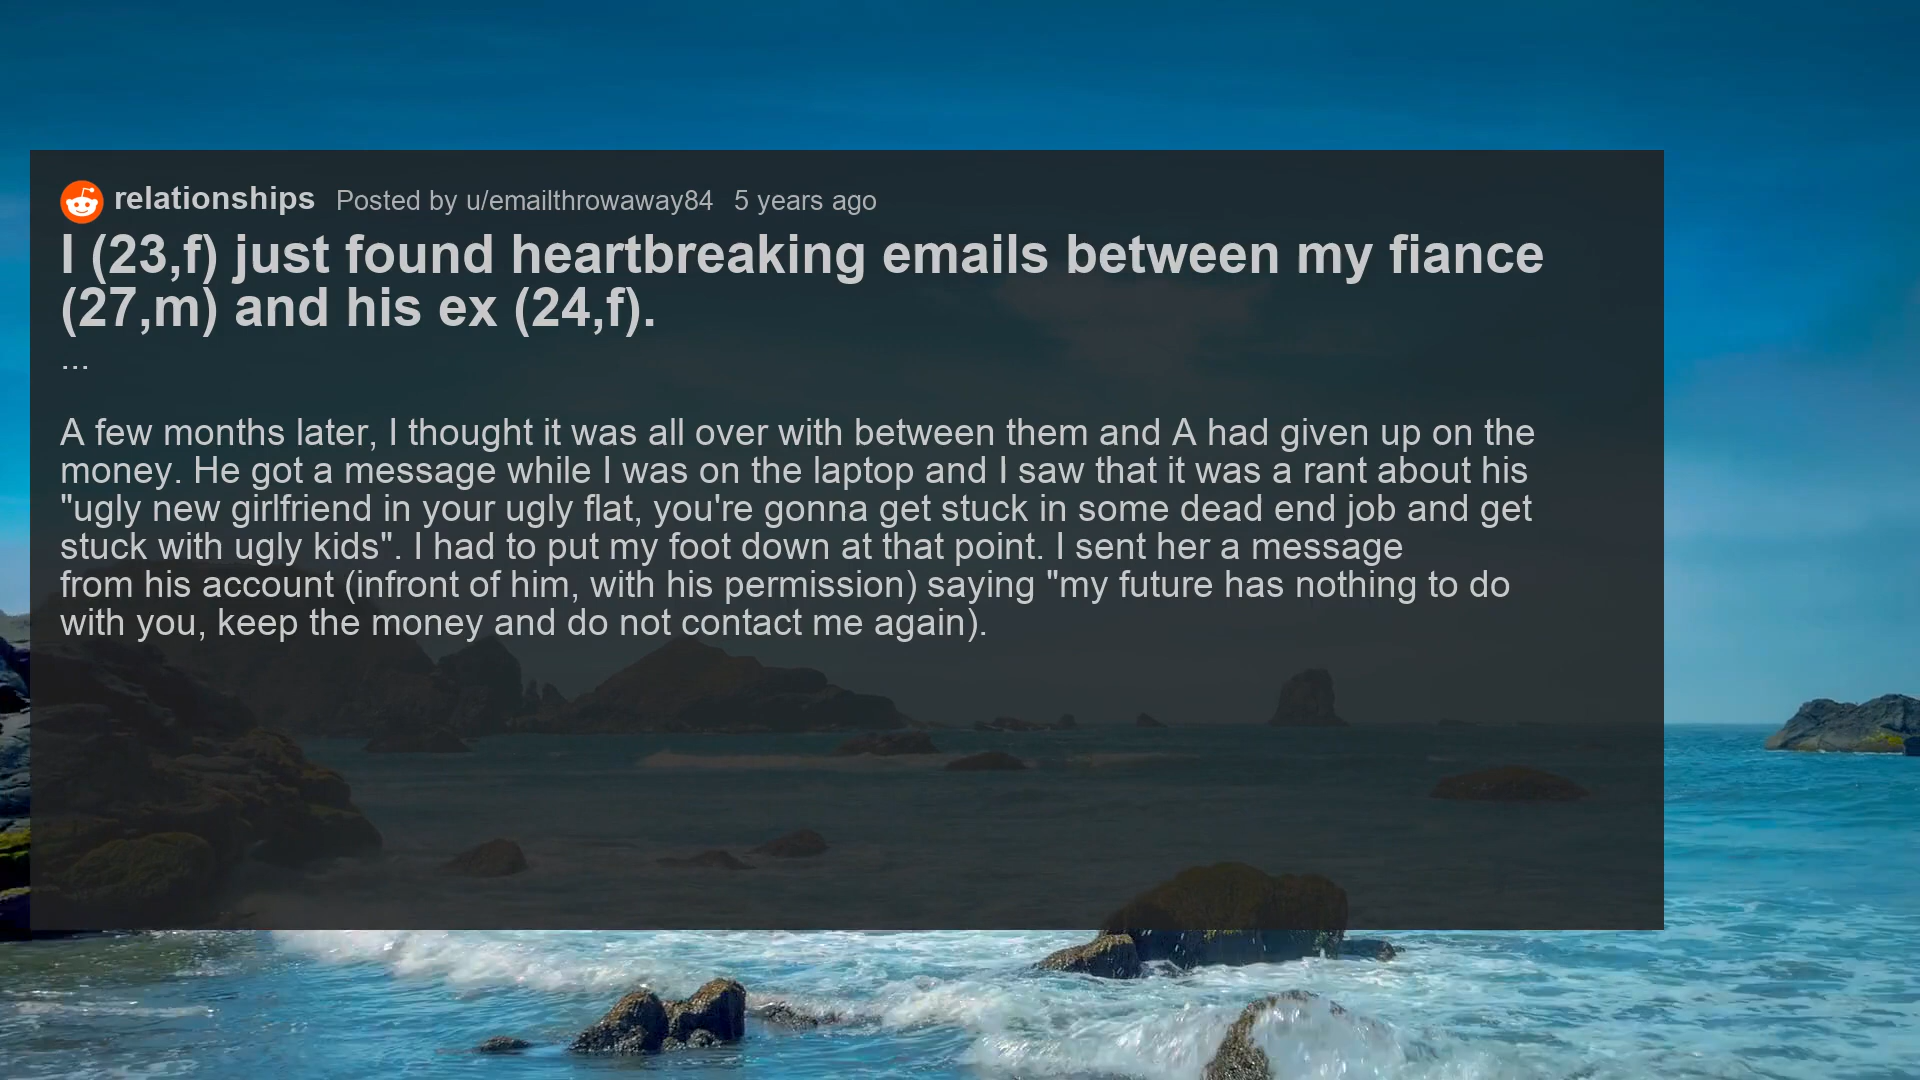 relationships Posted by u/emailthrowaway84 5 years ago
I (23,f) just found heartbreaking emails between my fiance
(27,m) and his ex (24,f).
...
A few months later, I thought it was all over with between them and A had given up on the
money. He got a message while I was on the laptop and I saw that it was a rant about his
"ugly new girlfriend in your ugly flat, you're gonna get stuck in some dead end job and get
stuck with ugly kids". I had to put my foot down at that point. I sent her a message
from his account (infront of him, with his permission) saying "my future has nothing to do
with you, keep the money and do not contact me again).